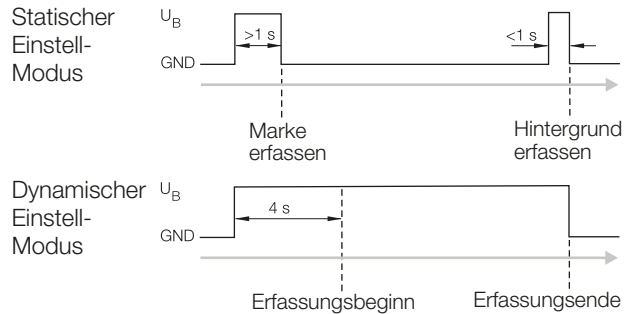 Statischer
Einstell-
Modus
U_B
>1 s
<1 s
GND
Marke
erfassen
Hintergrund
erfassen
Dynamischer
Einstell-
Modus
U_B
4 s
GND
Erfassungsbeginn
Erfassungsende